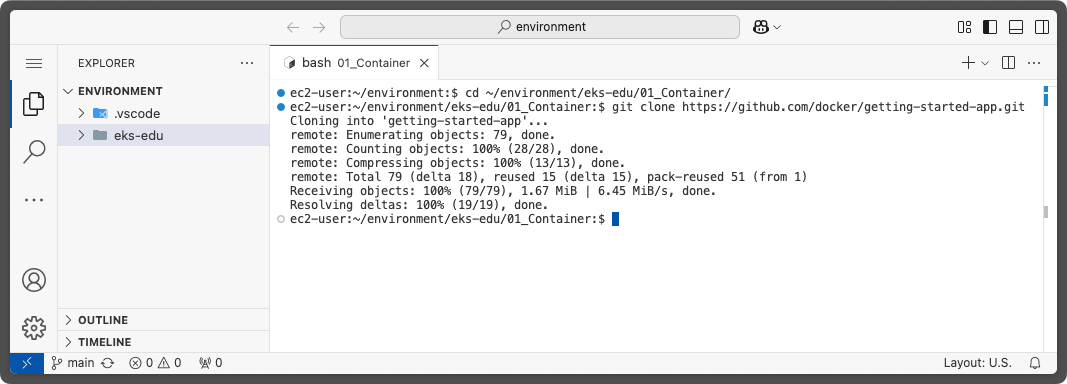 environment
EXPLORER
ENVIRONMENT
.vscode
eks-edu
OUTLINE
TIMELINE
bash 01_Container
ec2-user:~/environment:$ cd ~/environment/eks-edu/01_Container/
ec2-user:~/environment/eks-edu/01_Container:$ git clone https://github.com/docker/getting-started-app.git
Cloning into 'getting-started-app'...
remote: Enumerating objects: 79, done.
remote: Counting objects: 100% (28/28), done.
remote: Compressing objects: 100% (13/13), done.
remote: Total 79 (delta 18), reused 15 (delta 15), pack-reused 51 (from 1)
Receiving objects: 100% (79/79), 1.67 MiB | 6.45 MiB/s, done.
Resolving deltas: 100% (19/19), done.
ec2-user:~/environment/eks-edu/01_Container:$
main 0 0 0 Layout: U.S.